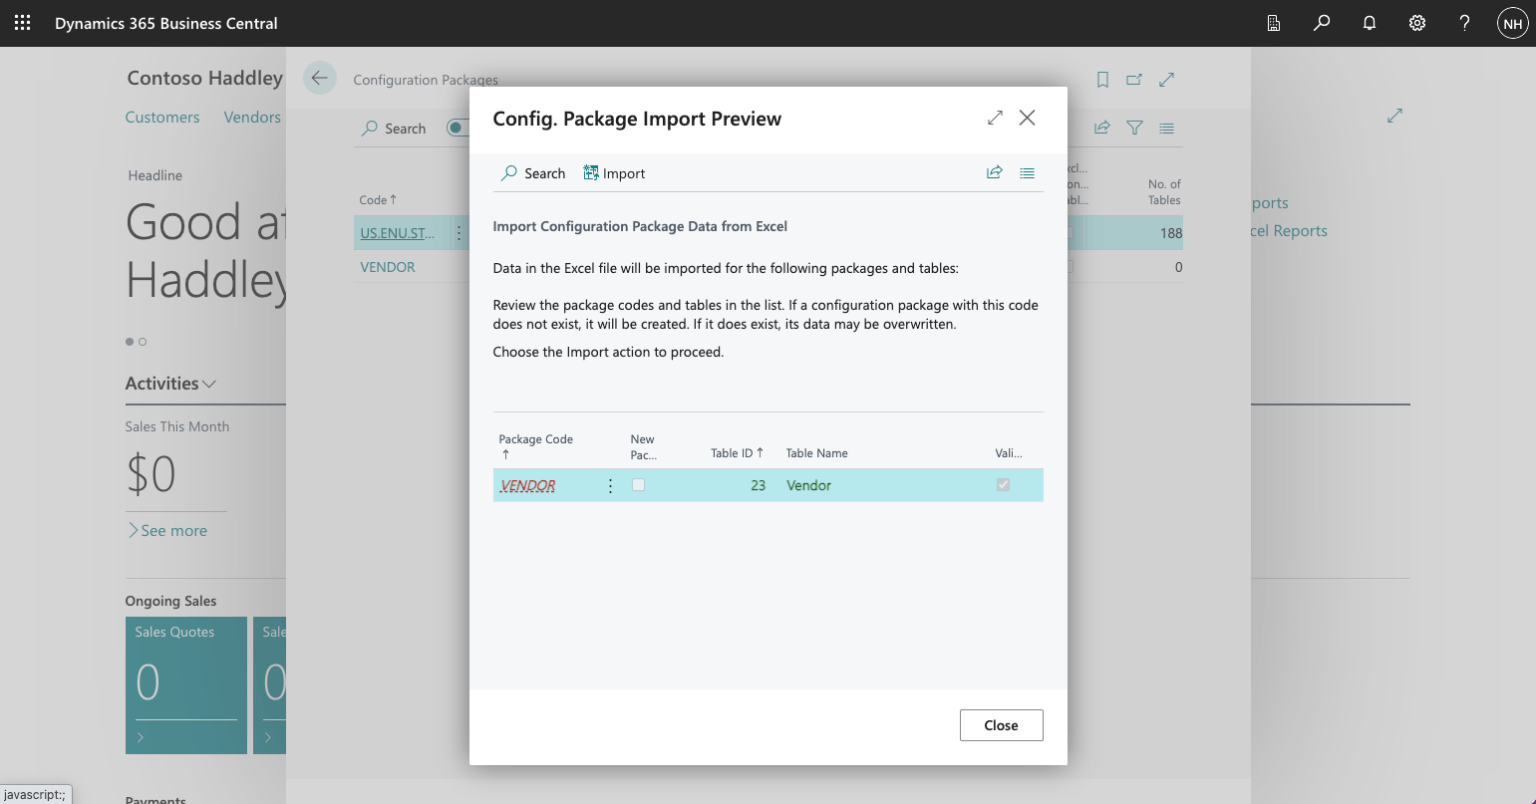 Dynamics 365 Business Central
NH
Contoso Haddley
Customers Vendors
Headline
Good af
Haddley
Activities
Sales This Month
$0
See more
Ongoing Sales
Sales Quotes
0
Sale
0
Payments
javascript:;
Configuration Packages
Search
Code ↑
No. of
Tables
US.ENU.ST... 188
VENDOR 0
ports
cel Reports
Config. Package Import Preview
Search Import
Import Configuration Package Data from Excel
Data in the Excel file will be imported for the following packages and tables:
Review the package codes and tables in the list. If a configuration package with this code
does not exist, it will be created. If it does exist, its data may be overwritten.
Choose the Import action to proceed.
Package Code ↑
New Pac...
Table ID ↑
Table Name
Vali...
VENDOR 23 Vendor
Close